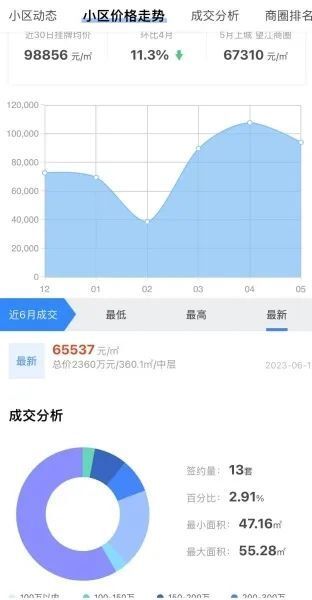 小区动态 小区价格走势 成交分析 商圈排名
近30日挂牌均价 环比4月 5月上城 望江商圈
98856 元/㎡ 11.3% 67310 元/㎡
120,000
100,000
80,000
60,000
40,000
20,000
0
12 01 02 03 04 05
近6月成交 最低 最高 最新
最新 65537 元/㎡
总价2360万元/360.1㎡/中层 2023-06-1
成交分析
签约量: 13套
百分比: 2.91%
最小面积: 47.16㎡
最大面积: 55.28㎡
100万以内 100-150万 150-200万 200-300万